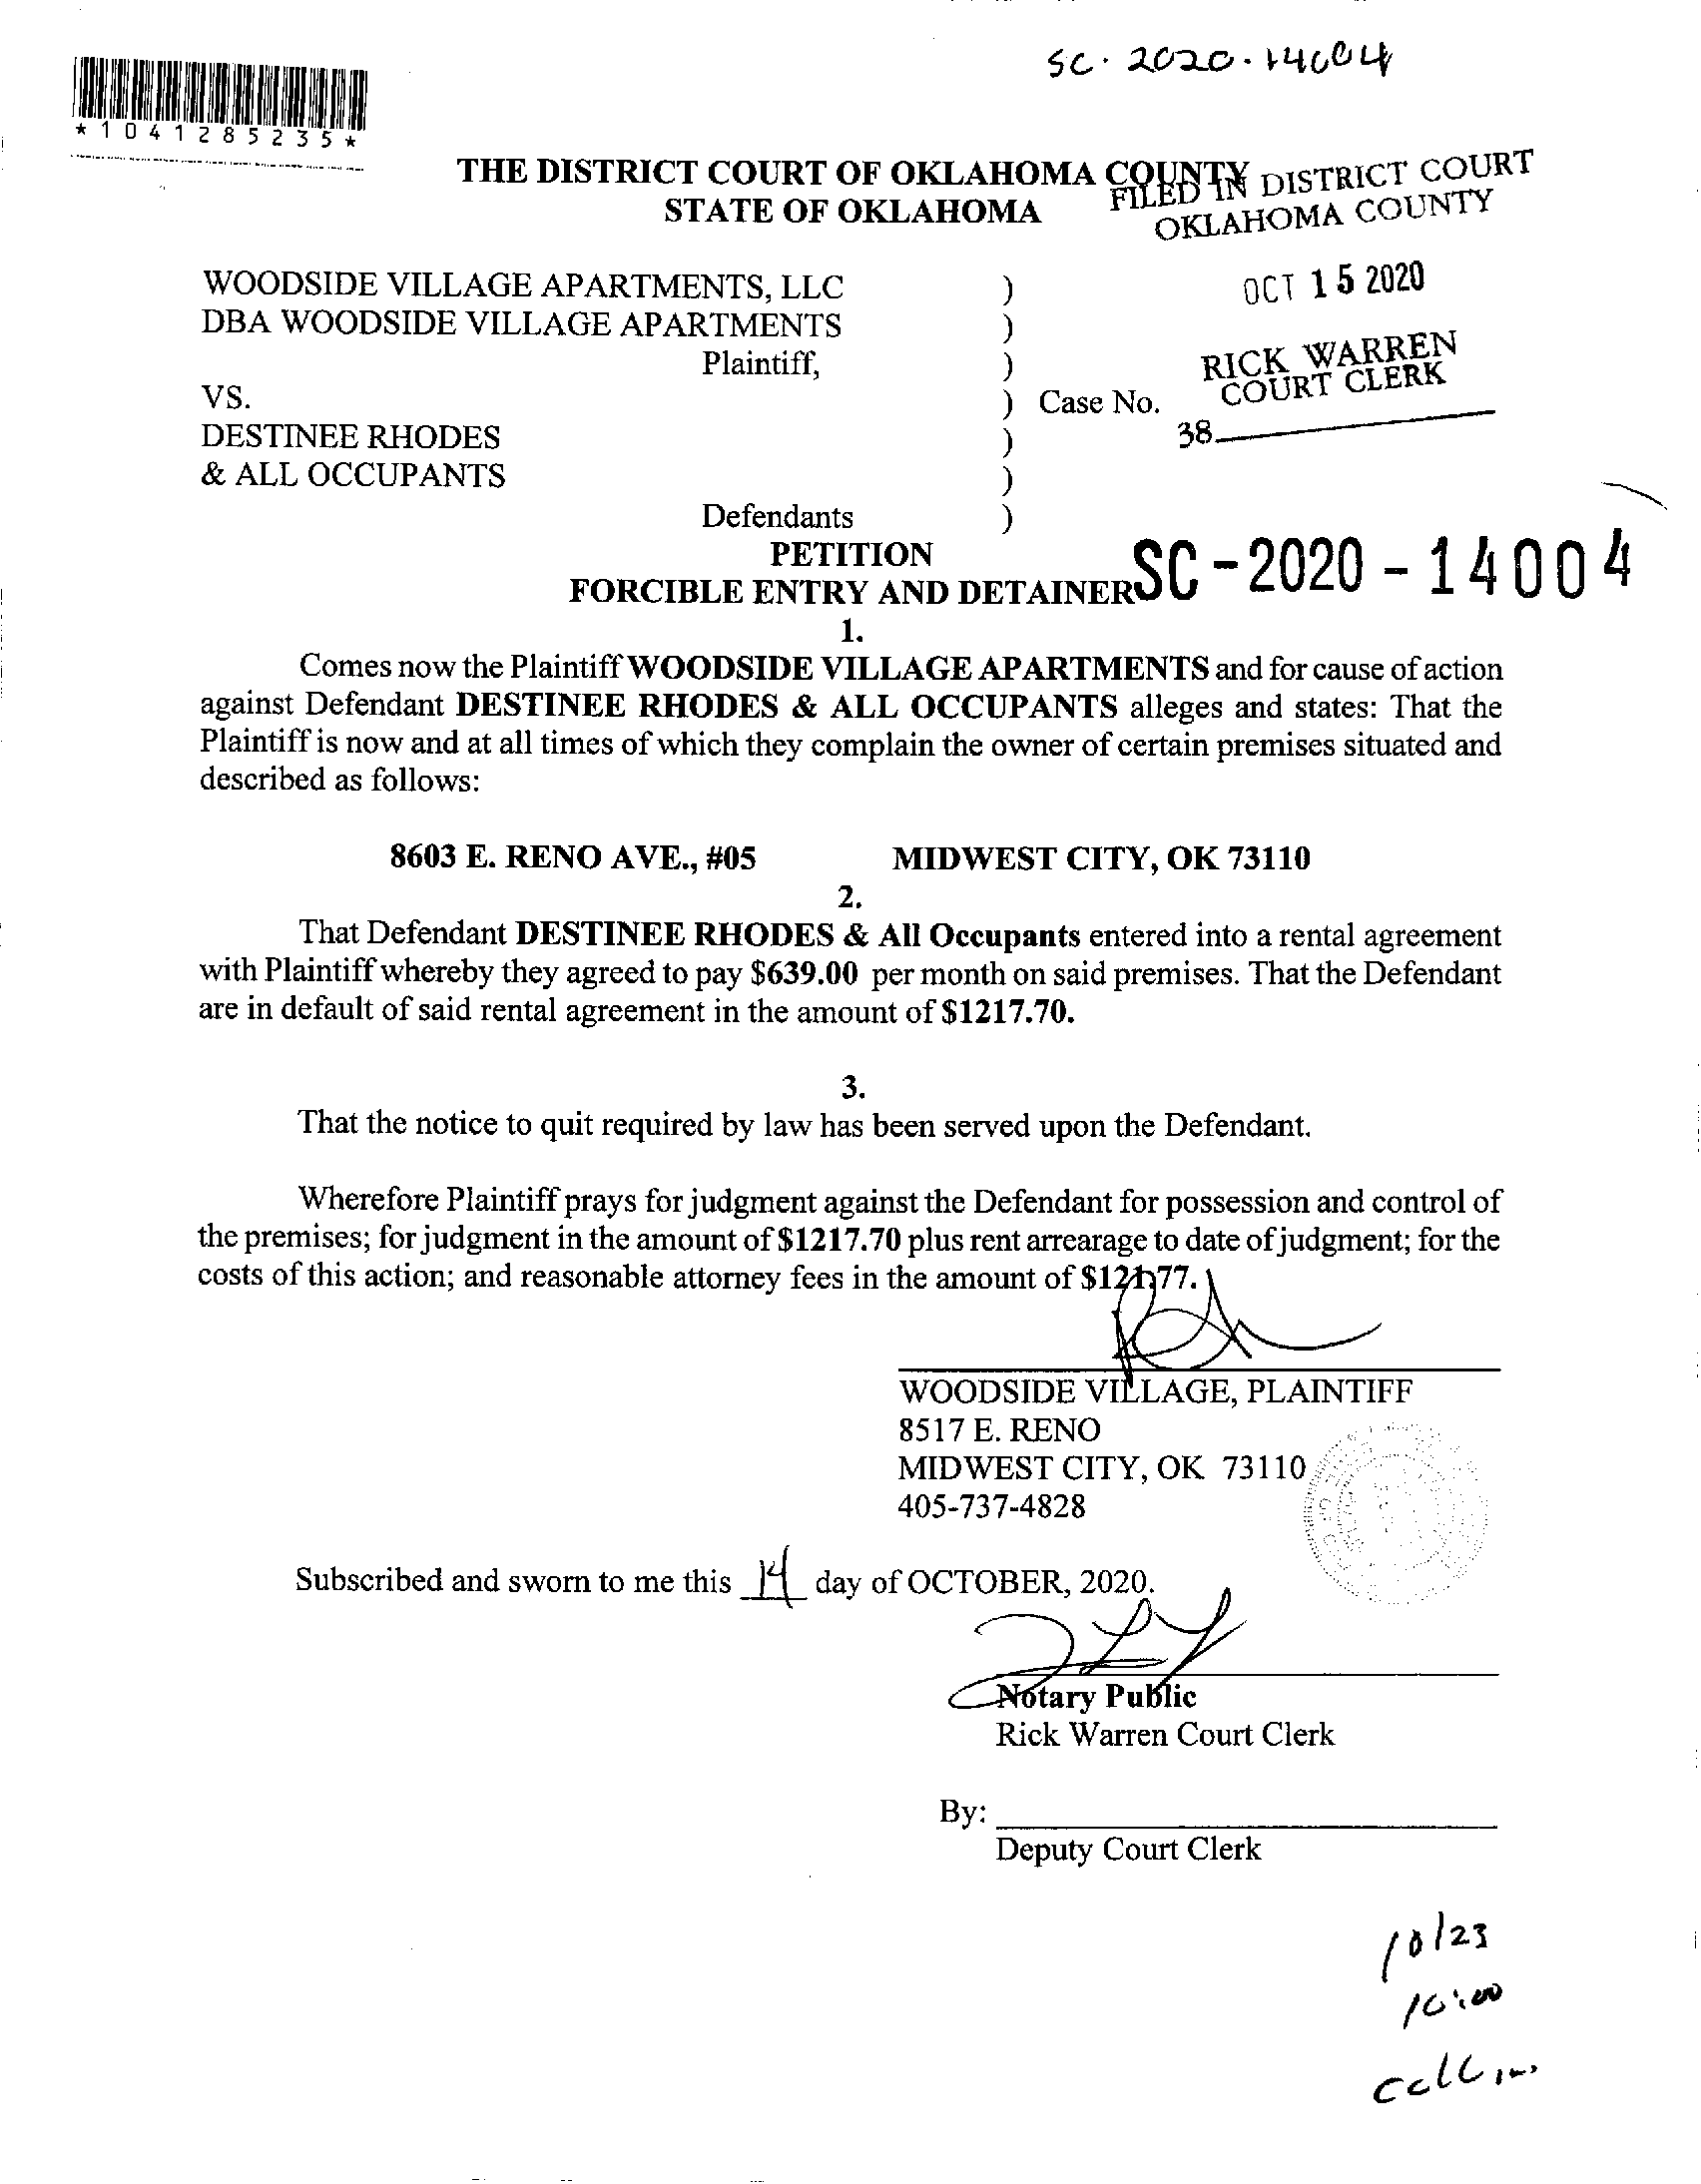 SC. 2020. 14004
*1041285235*
THE DISTRICT COURT OF OKLAHOMA COUNTY
STATE OF OKLAHOMA
FILED IN DISTRICT COURT
OKLAHOMA COUNTY
OCT 15 2020
RICK WARREN
COURT CLERK
38
WOODSIDE VILLAGE APARTMENTS, LLC )
DBA WOODSIDE VILLAGE APARTMENTS )
Plaintiff, )
VS. ) Case No.
DESTINEE RHODES )
& ALL OCCUPANTS )
Defendants )
PETITION
FORCIBLE ENTRY AND DETAINER
SC-2020-14004
1.
Comes now the Plaintiff WOODSIDE VILLAGE APARTMENTS and for cause of action
against Defendant DESTINEE RHODES & ALL OCCUPANTS alleges and states: That the
Plaintiff is now and at all times of which they complain the owner of certain premises situated and
described as follows:
8603 E. RENO AVE., #05 MIDWEST CITY, OK 73110
2.
That Defendant DESTINEE RHODES & All Occupants entered into a rental agreement
with Plaintiff whereby they agreed to pay $639.00 per month on said premises. That the Defendant
are in default of said rental agreement in the amount of $1217.70.
3.
That the notice to quit required by law has been served upon the Defendant.
Wherefore Plaintiff prays for judgment against the Defendant for possession and control of
the premises; for judgment in the amount of $1217.70 plus rent arrearage to date of judgment; for the
costs of this action; and reasonable attorney fees in the amount of $121.77.
WOODSIDE VILLAGE, PLAINTIFF
8517 E. RENO
MIDWEST CITY, OK 73110
405-737-4828
Subscribed and sworn to me this 14 day of OCTOBER, 2020.
Notary Public
Rick Warren Court Clerk
By:
Deputy Court Clerk
10/23
10:00